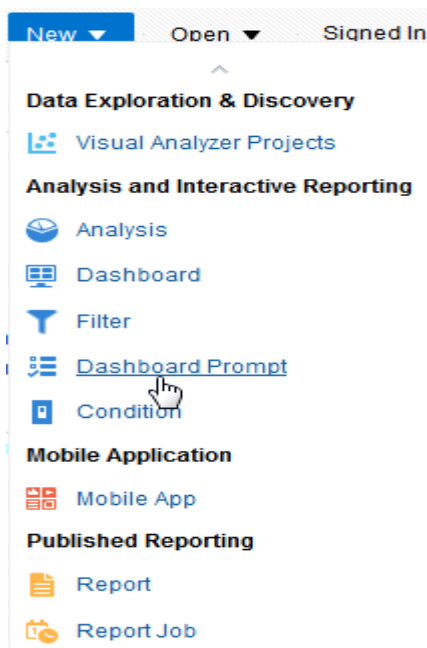 New Open Signed In
Data Exploration & Discovery
Visual Analyzer Projects
Analysis and Interactive Reporting
Analysis
Dashboard
Filter
Dashboard Prompt
Condition
Mobile Application
Mobile App
Published Reporting
Report
Report Job